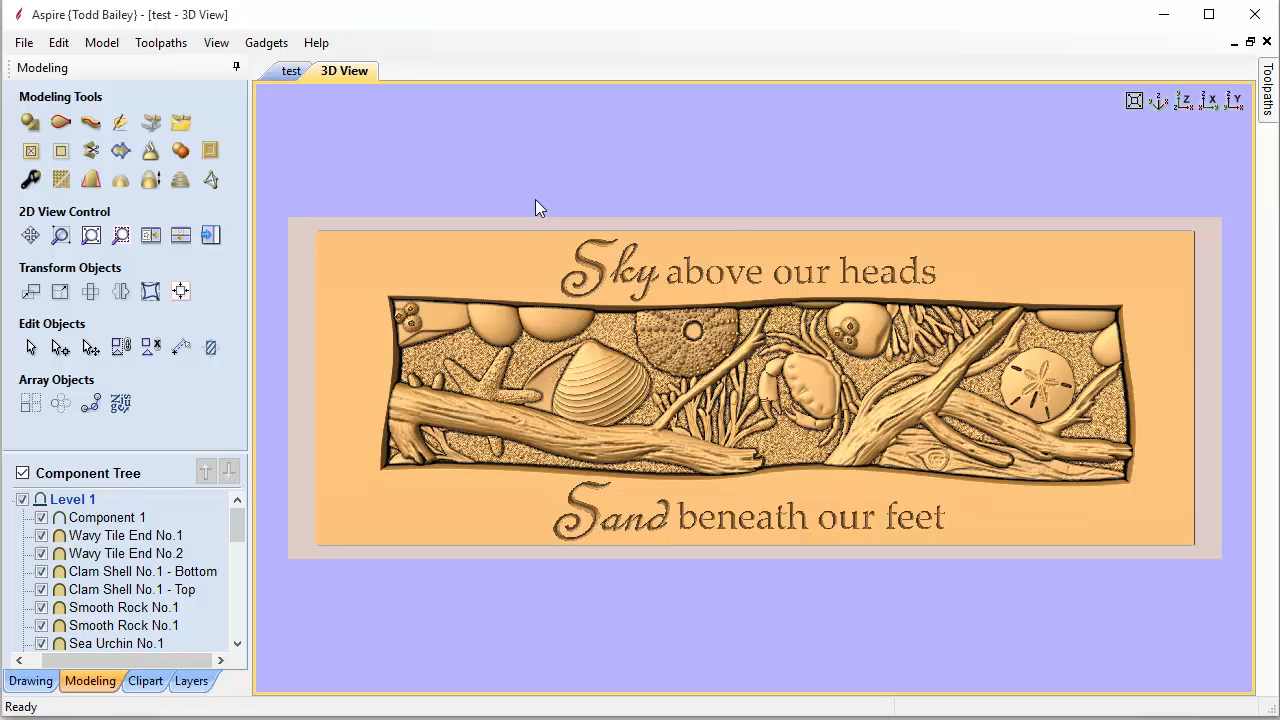 Aspire {Todd Bailey} - [test - 3D View]
File Edit Model Toolpaths View Gadgets Help
Modeling
test
3D View
Toolpaths
Modeling Tools
2D View Control
Transform Objects
Edit Objects
Array Objects
Component Tree
Level 1
Component 1
Wavy Tile End No.1
Wavy Tile End No.2
Clam Shell No.1 - Bottom
Clam Shell No.1 - Top
Smooth Rock No.1
Smooth Rock No.1
Sea Urchin No.1
Drawing Modeling Clipart Layers
Ready
Sky above our heads
Sand beneath our feet